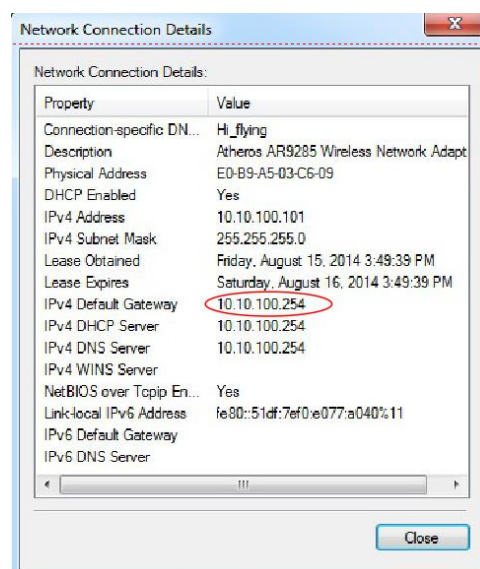 Network Connection Details
Network Connection Details:
Property Value
Connection-specific DN... Hi_flying
Description Atheros AR9285 Wireless Network Adapt
Physical Address E0-B9-A5-03-C6-09
DHCP Enabled Yes
IPv4 Address 10.10.100.101
IPv4 Subnet Mask 255.255.255.0
Lease Obtained Friday, August 15, 2014 3:49:39 PM
Lease Expires Saturday, August 16, 2014 3:49:39 PM
IPv4 Default Gateway 10.10.100.254
IPv4 DHCP Server 10.10.100.254
IPv4 DNS Server 10.10.100.254
IPv4 WINS Server
NetBIOS over Tcpip En... Yes
Link-local IPv6 Address fe80::51df:7ef0:e077:a040%11
IPv6 Default Gateway
IPv6 DNS Server
Close